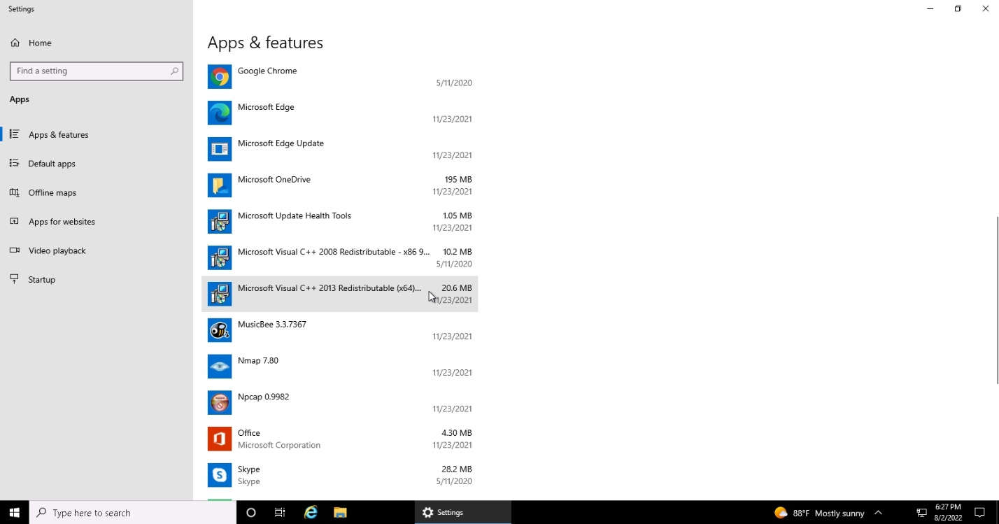 Settings
Home
Find a setting
Apps
Apps & features
Default apps
Offline maps
Apps for websites
Video playback
Startup
Apps & features
Google Chrome
5/11/2020
Microsoft Edge
11/23/2021
Microsoft Edge Update
11/23/2021
Microsoft OneDrive 195 MB
11/23/2021
Microsoft Update Health Tools 1.05 MB
11/23/2021
Microsoft Visual C++ 2008 Redistributable - x86 9... 10.2 MB
5/11/2020
Microsoft Visual C++ 2013 Redistributable (x64)... 20.6 MB
11/23/2021
MusicBee 3.3.7367
11/23/2021
Nmap 7.80
11/23/2021
Npcap 0.9982
11/23/2021
Office 4.30 MB
Microsoft Corporation 11/23/2021
Skype 28.2 MB
Skype 5/11/2020
Type here to search
Settings
88°F Mostly sunny
6:27 PM
8/2/2022